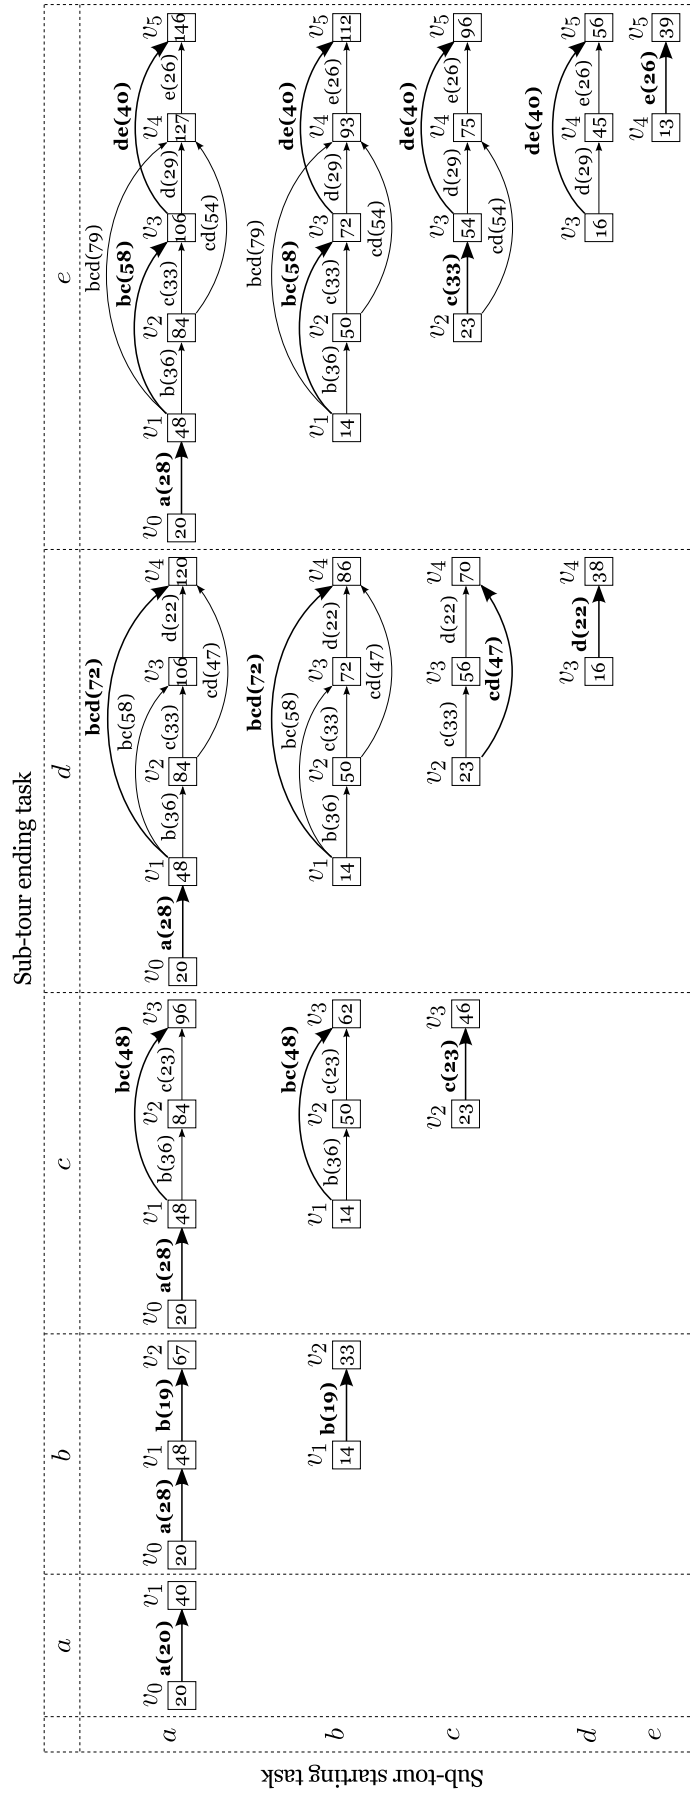 Sub-tour ending task
a b c d e
Sub-tour starting task
a
v0 a(20) v1
20 40
v0 a(28) v1 b(19) v2
20 48 67
v0 a(28) v1 b(36) v2 c(23) v3
bc(48)
20 48 84 96
v0 a(28) v1 b(36) v2 c(33) v3 d(22) v4
bcd(72)
bc(58)
cd(47)
20 48 84 106 120
v0 a(28) v1 b(36) v2 c(33) v3 d(29) v4 e(26) v5
bcd(79)
bc(58)
de(40)
cd(54)
20 48 84 106 127 146
b
v1 b(19) v2
14 33
v1 b(36) v2 c(23) v3
bc(48)
14 50 62
v1 b(36) v2 c(33) v3 d(22) v4
bcd(72)
bc(58)
cd(47)
14 50 72 86
v1 b(36) v2 c(33) v3 d(29) v4 e(26) v5
bcd(79)
bc(58)
de(40)
cd(54)
14 50 72 93 112
c
v2 c(23) v3
23 46
v2 c(33) v3 d(22) v4
cd(47)
23 56 70
v2 c(33) v3 d(29) v4 e(26) v5
de(40)
cd(54)
23 54 75 96
d
v3 d(22) v4
16 38
v3 d(29) v4 e(26) v5
de(40)
16 45 56
e
v4 e(26) v5
13 39